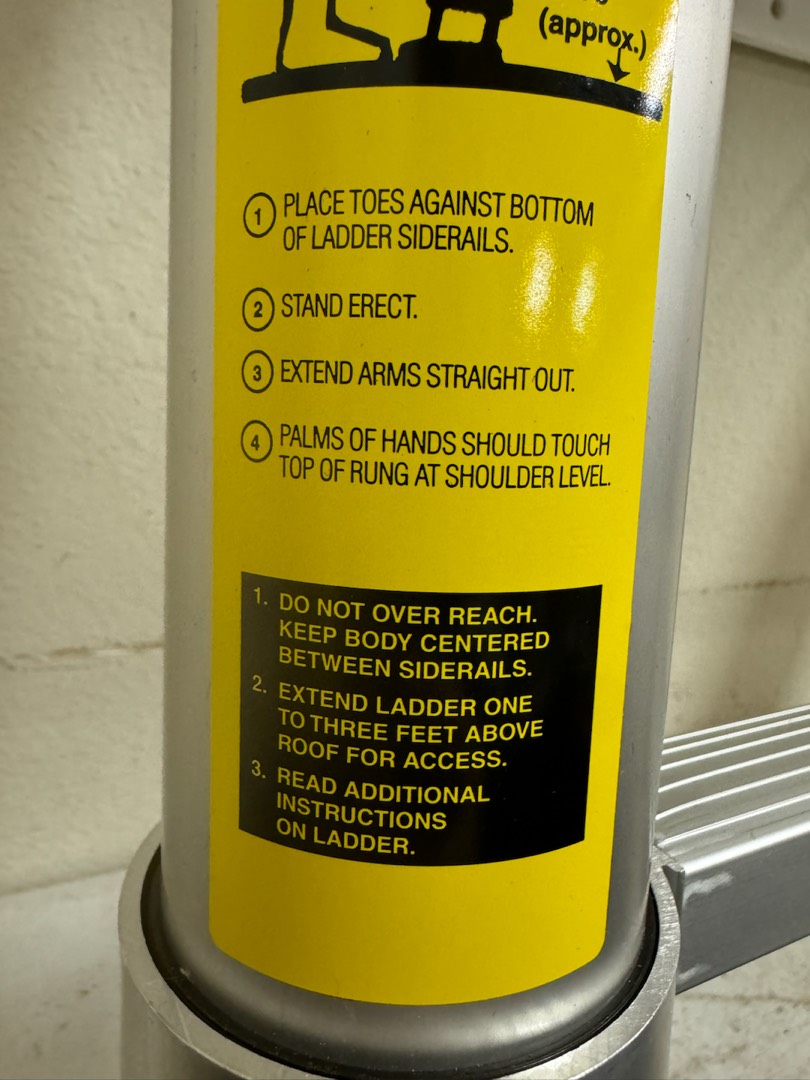 (approx.)
1 PLACE TOES AGAINST BOTTOM
OF LADDER SIDERAILS.
2 STAND ERECT.
3 EXTEND ARMS STRAIGHT OUT.
4 PALMS OF HANDS SHOULD TOUCH
TOP OF RUNG AT SHOULDER LEVEL.
1. DO NOT OVER REACH.
KEEP BODY CENTERED
BETWEEN SIDERAILS.
2. EXTEND LADDER ONE
TO THREE FEET ABOVE
ROOF FOR ACCESS.
3. READ ADDITIONAL
INSTRUCTIONS
ON LADDER.